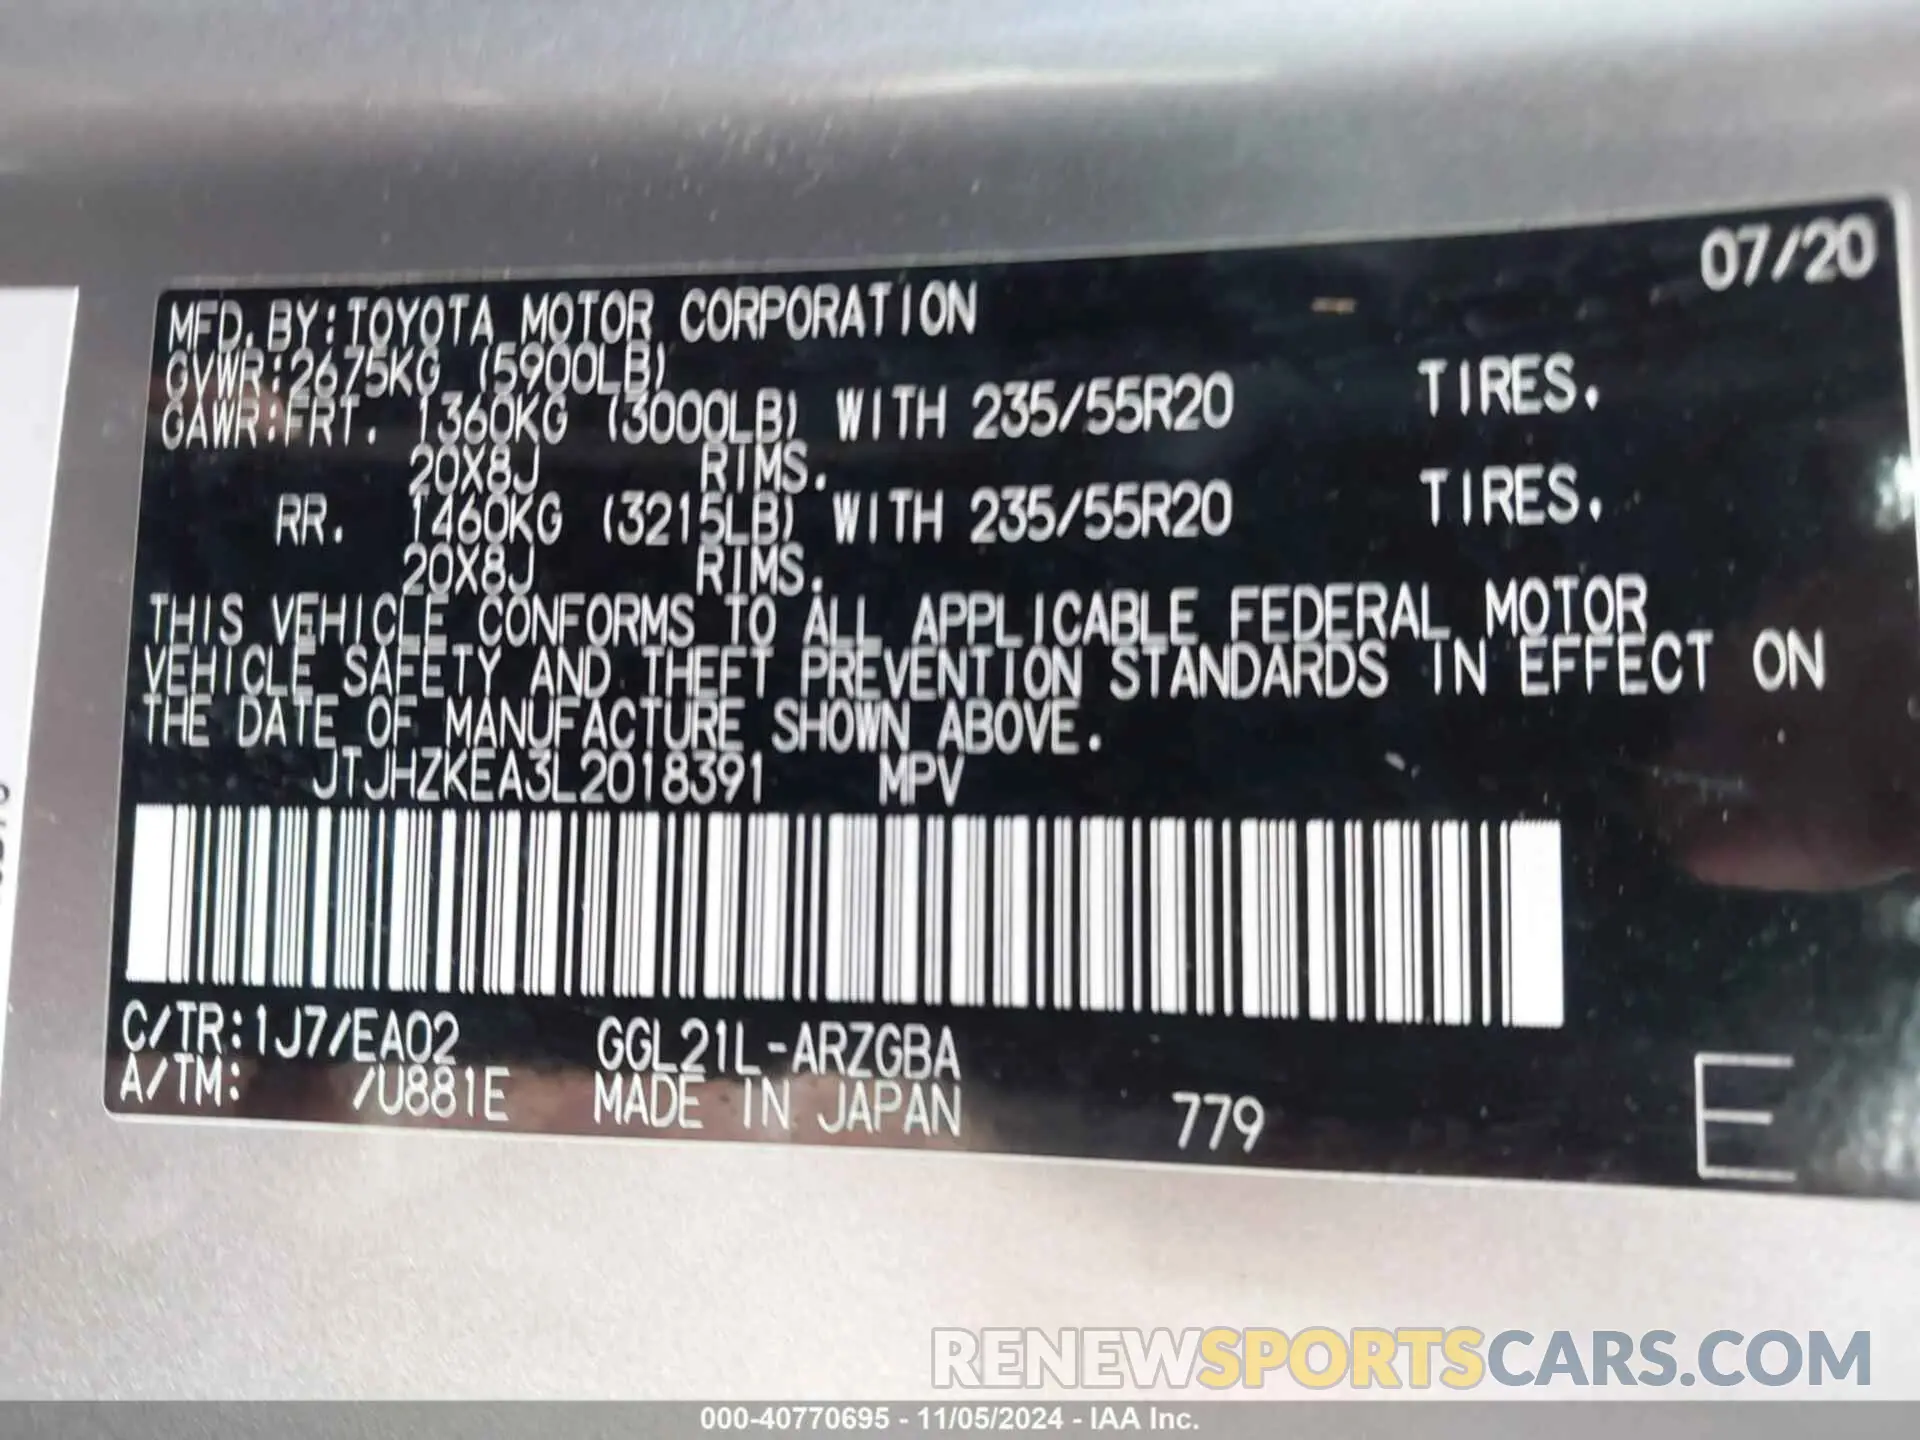 07/20
MFD.BY:TOYOTA MOTOR CORPORATION
GVWR:2675KG (5900LB)
GAWR:FRT. 1360KG (3000LB) WITH 235/55R20 TIRES.
20X8J RIMS.
RR. 1460KG (3215LB) WITH 235/55R20 TIRES.
20X8J RIMS.
THIS VEHICLE CONFORMS TO ALL APPLICABLE FEDERAL MOTOR
VEHICLE SAFETY AND THEFT PREVENTION STANDARDS IN EFFECT ON
THE DATE OF MANUFACTURE SHOWN ABOVE.
JTJHZKEA3L2018391 MPV
C/TR:1J7/EA02 GGL21L-ARZGBA
A/TM: /U881E MADE IN JAPAN 779
E
RENEWSPORTSCARS.COM
000-40770695 - 11/05/2024 - IAA Inc.